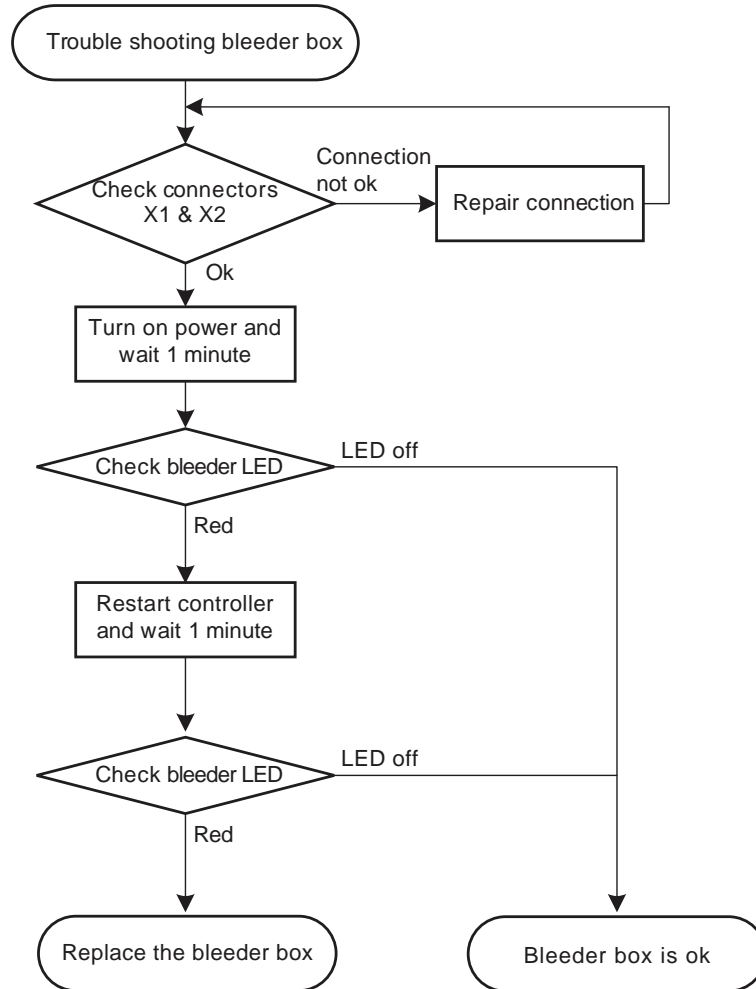 Trouble shooting bleeder box
Connection
not ok
Check connectors
X1 & X2
Repair connection
Ok
Turn on power and
wait 1 minute
LED off
Check bleeder LED
Red
Restart controller
and wait 1 minute
LED off
Check bleeder LED
Red
Replace the bleeder box
Bleeder box is ok